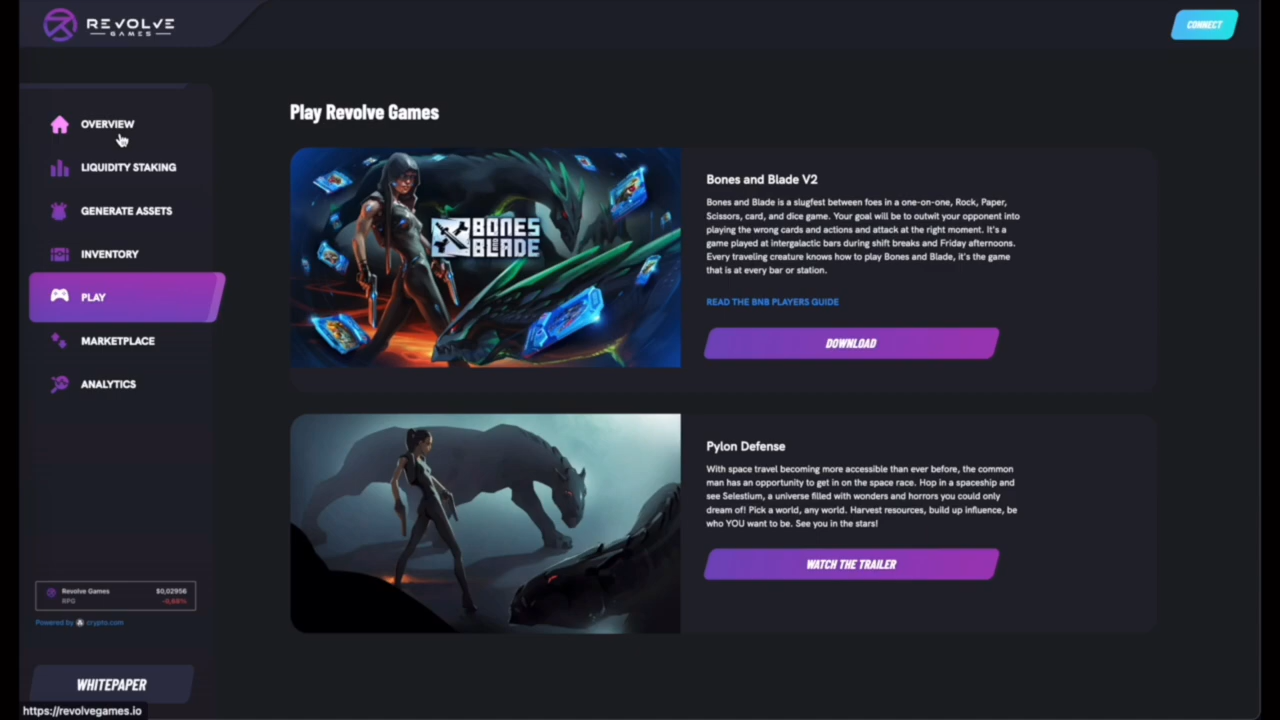 REVOLVE
GAMES
CONNECT
OVERVIEW
LIQUIDITY STAKING
GENERATE ASSETS
INVENTORY
PLAY
MARKETPLACE
ANALYTICS
Play Revolve Games
BONES
AND
BLADE
Bones and Blade V2
Bones and Blade is a slugfest between foes in a one-on-one, Rock, Paper,
Scissors, card, and dice game. Your goal will be to outwit your opponent into
playing the wrong cards and actions and attack at the right moment. It's a
game played at intergalactic bars during shift breaks and Friday afternoons.
Every traveling creature knows how to play Bones and Blade, it's the game
that is at every bar or station.
READ THE BNB PLAYERS GUIDE
DOWNLOAD
Pylon Defense
With space travel becoming more accessible than ever before, the common
man has an opportunity to get in on the space race. Hop in a spaceship and
see Selestium, a universe filled with wonders and horrors you could only
dream of! Pick a world, any world. Harvest resources, build up influence, be
who YOU want to be. See you in the stars!
WATCH THE TRAILER
Revolve Games $0,02956
RPG -0,68%
Powered by crypto.com
WHITEPAPER
https://revolvegames.io